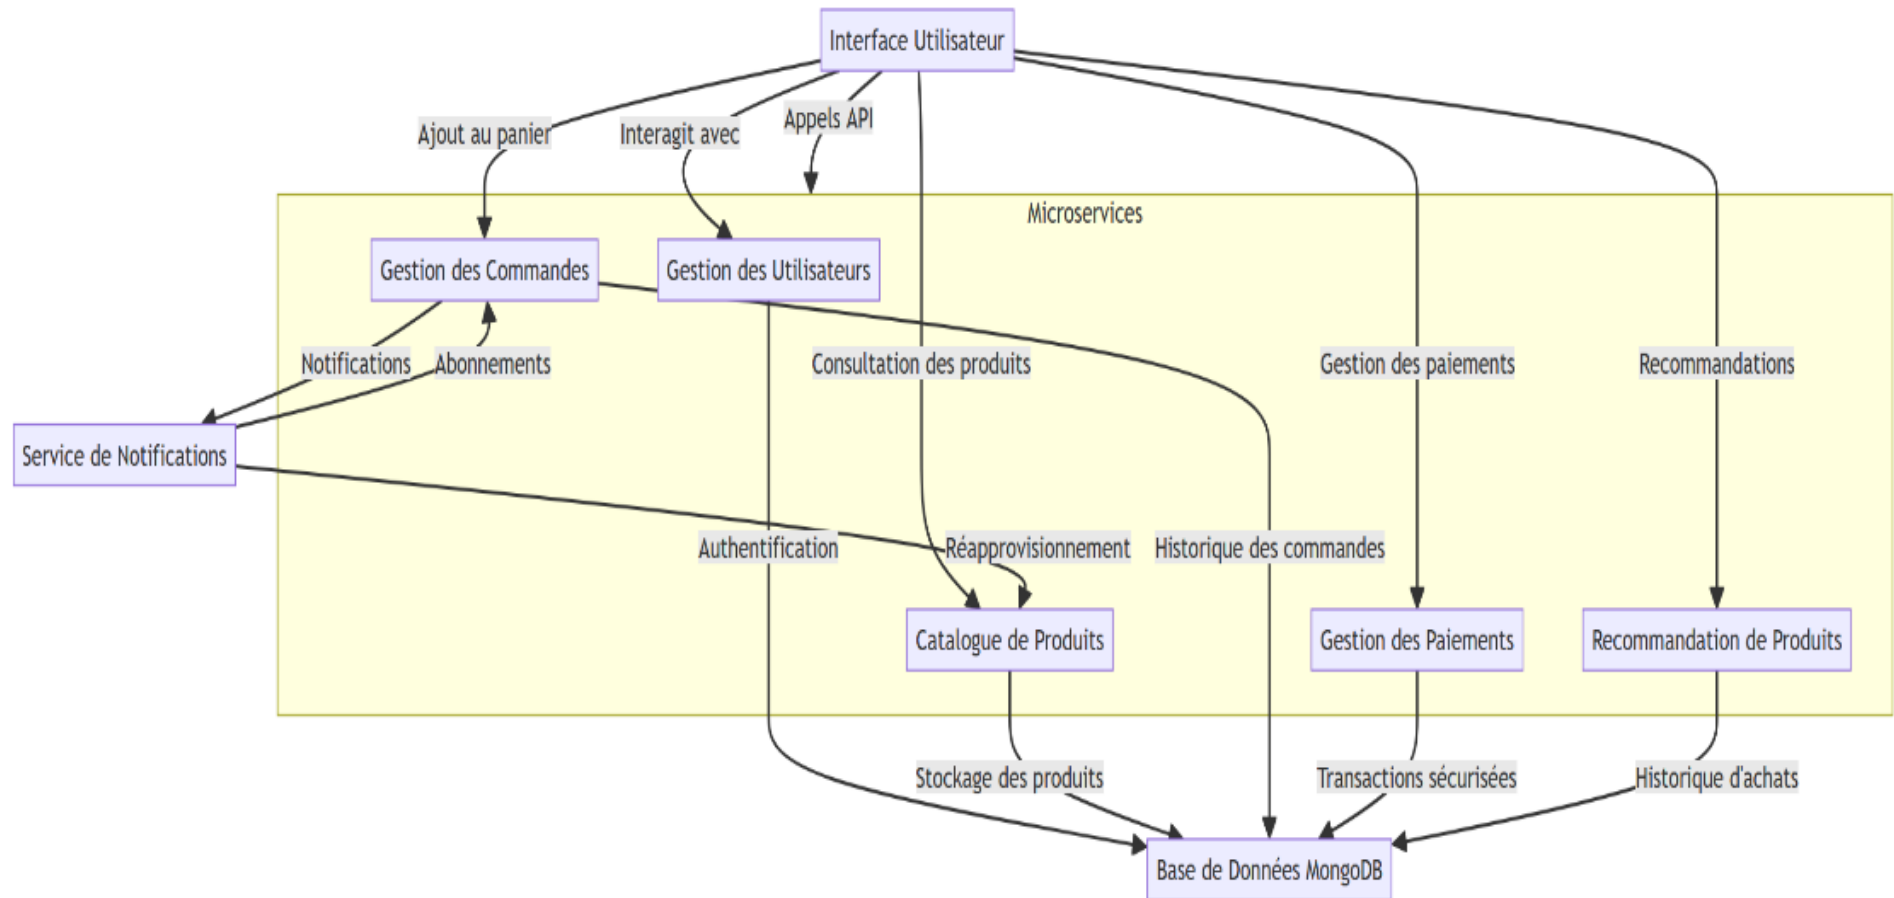 Interface Utilisateur
Ajout au panier
Interagit avec
Appels API
Microservices
Gestion des Commandes
Gestion des Utilisateurs
Notifications
Abonnements
Consultation des produits
Gestion des paiements
Recommandations
Service de Notifications
Authentification
Réapprovisionnement
Historique des commandes
Catalogue de Produits
Gestion des Paiements
Recommandation de Produits
Stockage des produits
Transactions sécurisées
Historique d'achats
Base de Données MongoDB